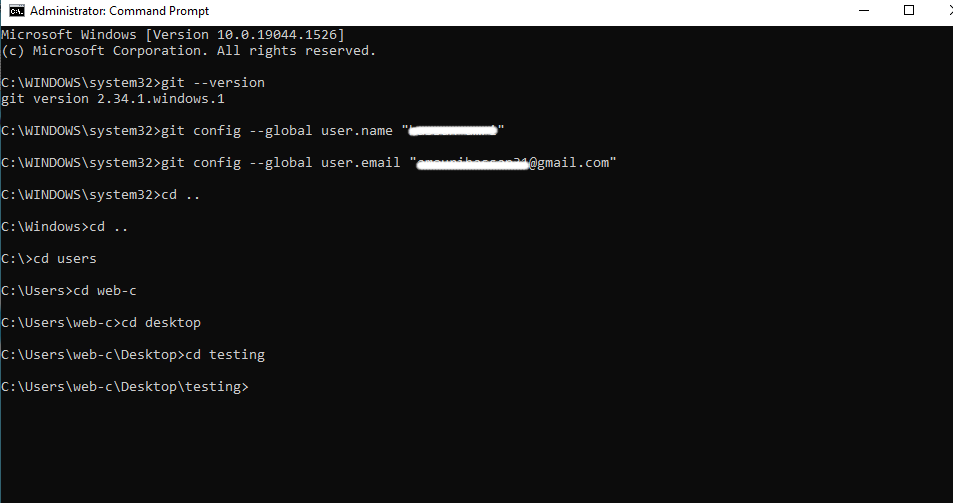 Administrator: Command Prompt
Microsoft Windows [Version 10.0.19044.1526]
(c) Microsoft Corporation. All rights reserved.
C:\WINDOWS\system32>git --version
git version 2.34.1.windows.1
C:\WINDOWS\system32>git config --global user.name "
C:\WINDOWS\system32>git config --global user.email "@gmail.com"
C:\WINDOWS\system32>cd ..
C:\Windows>cd ..
C:\>cd users
C:\Users>cd web-c
C:\Users\web-c>cd desktop
C:\Users\web-c\Desktop>cd testing
C:\Users\web-c\Desktop\testing>